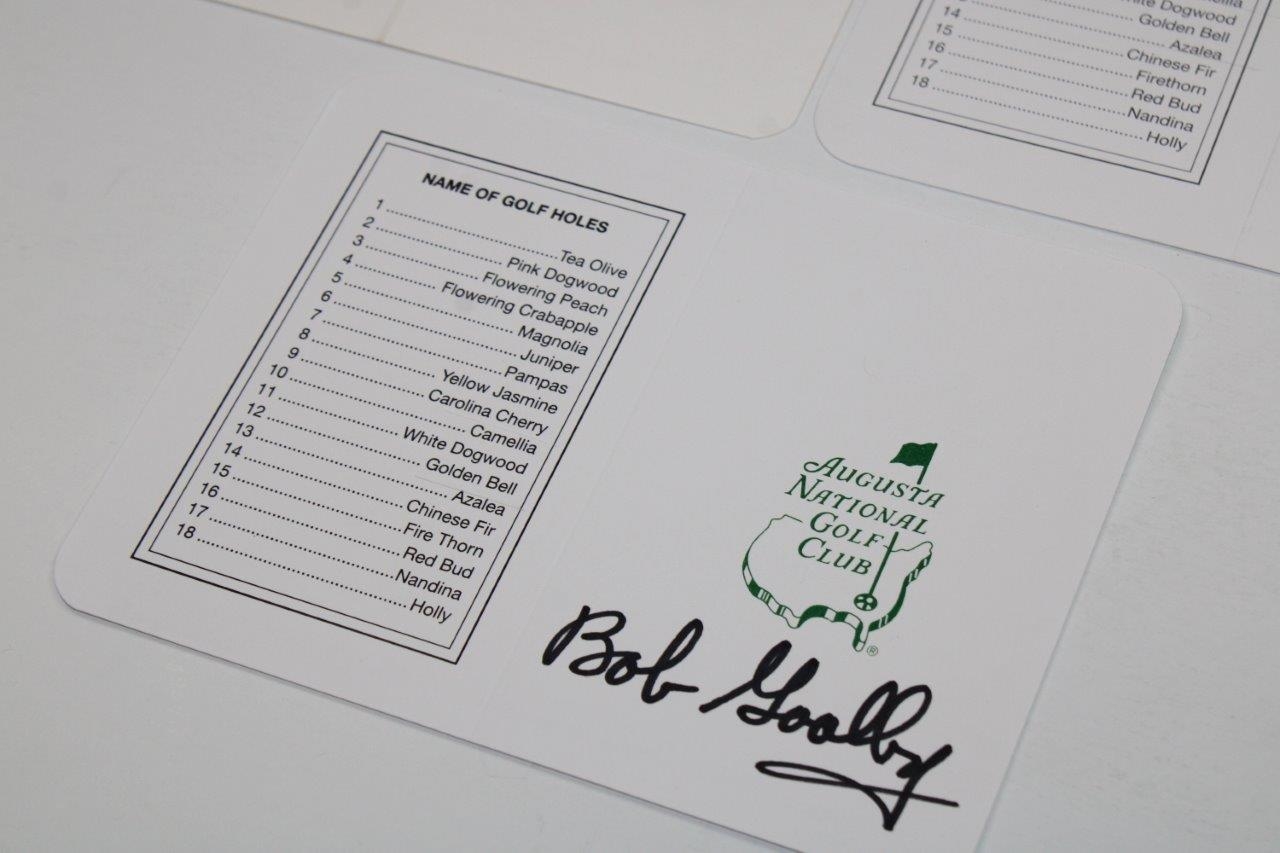 White Dogwood
Golden Bell
Azalea
14........................Chinese Fir
15........................Firethorn
16........................Red Bud
17........................Nandina
18........................Holly
NAME OF GOLF HOLES
1........................Tea Olive
2........................Pink Dogwood
3........................Flowering Peach
4........................Flowering Crabapple
5........................Magnolia
6........................Juniper
7........................Pampas
8........................Yellow Jasmine
9........................Carolina Cherry
10........................Camellia
11........................White Dogwood
12........................Golden Bell
13........................Azalea
14........................Chinese Fir
15........................Fire Thorn
16........................Red Bud
17........................Nandina
18........................Holly
AUGUSTA
NATIONAL
GOLF
CLUB
®
Bob Goalby